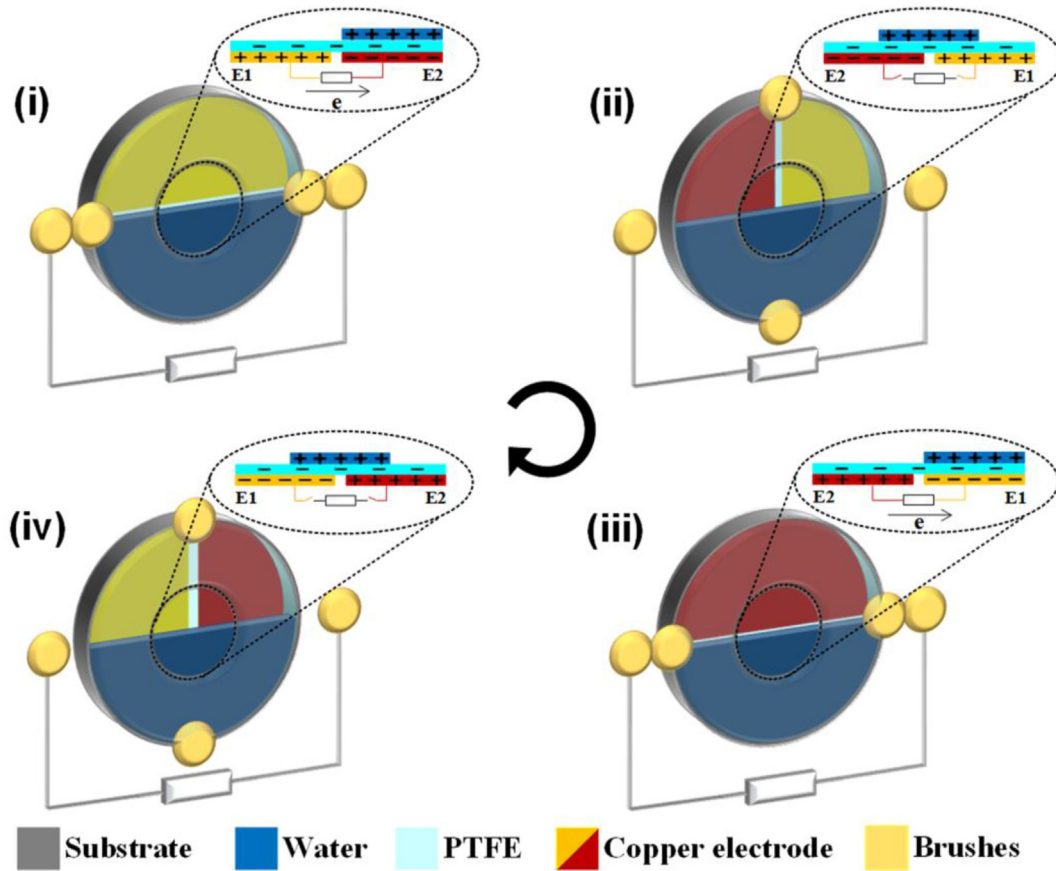 (i)
+ + + + +
− − − − −
+ + + + + − − − − −
E1 E2
e
(ii)
+ + + + +
− − − − −
− − − − − + + + + +
E2 E1
(iv)
+ + + + +
− − − − −
− − − − − + + + + +
E1 E2
(iii)
+ + + + +
− − − − −
+ + + + + − − − − −
E2 E1
e
Substrate Water PTFE Copper electrode Brushes